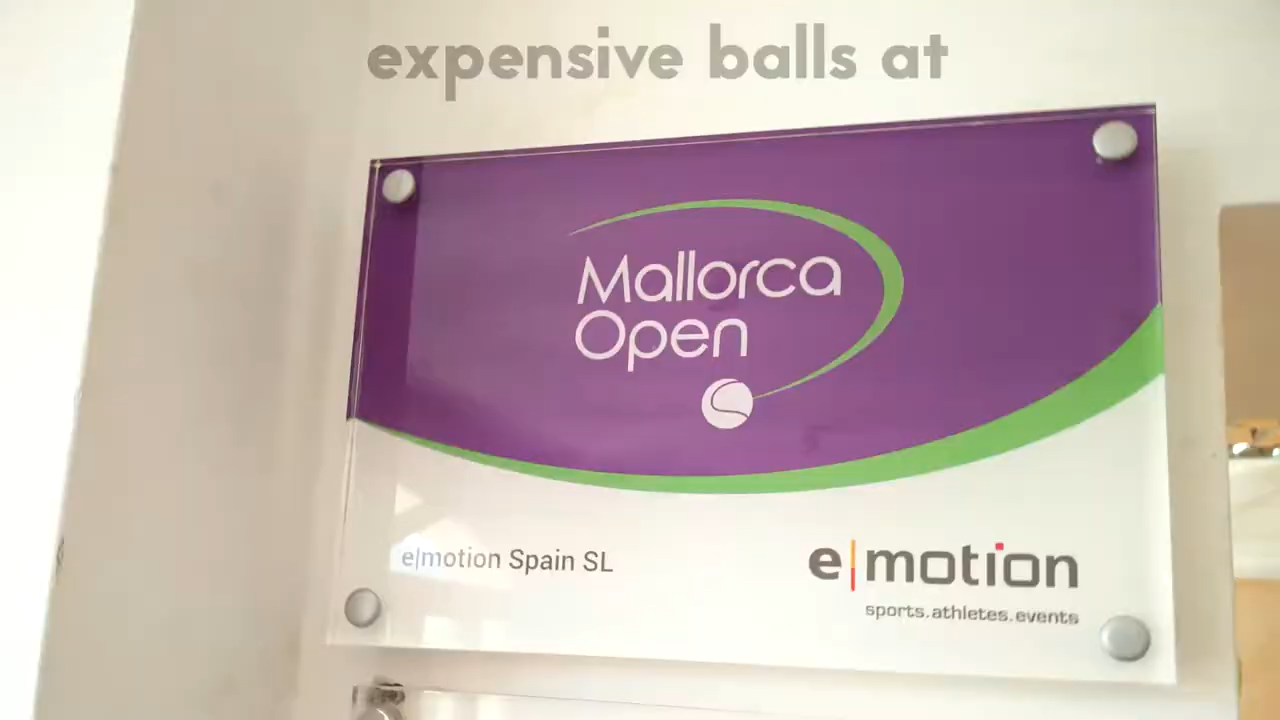 expensive balls at
Mallorca
Open
e|motion Spain SL
e|motion
sports.athletes.events